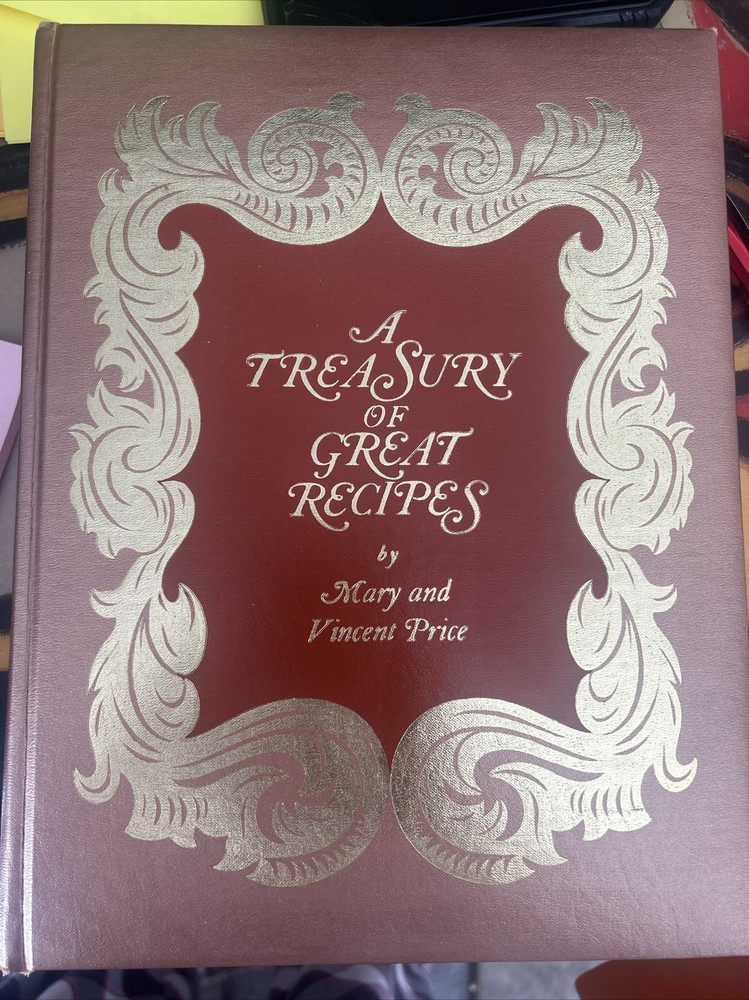 A
TREASURY
OF
GREAT
RECIPES
by
Mary and
Vincent Price